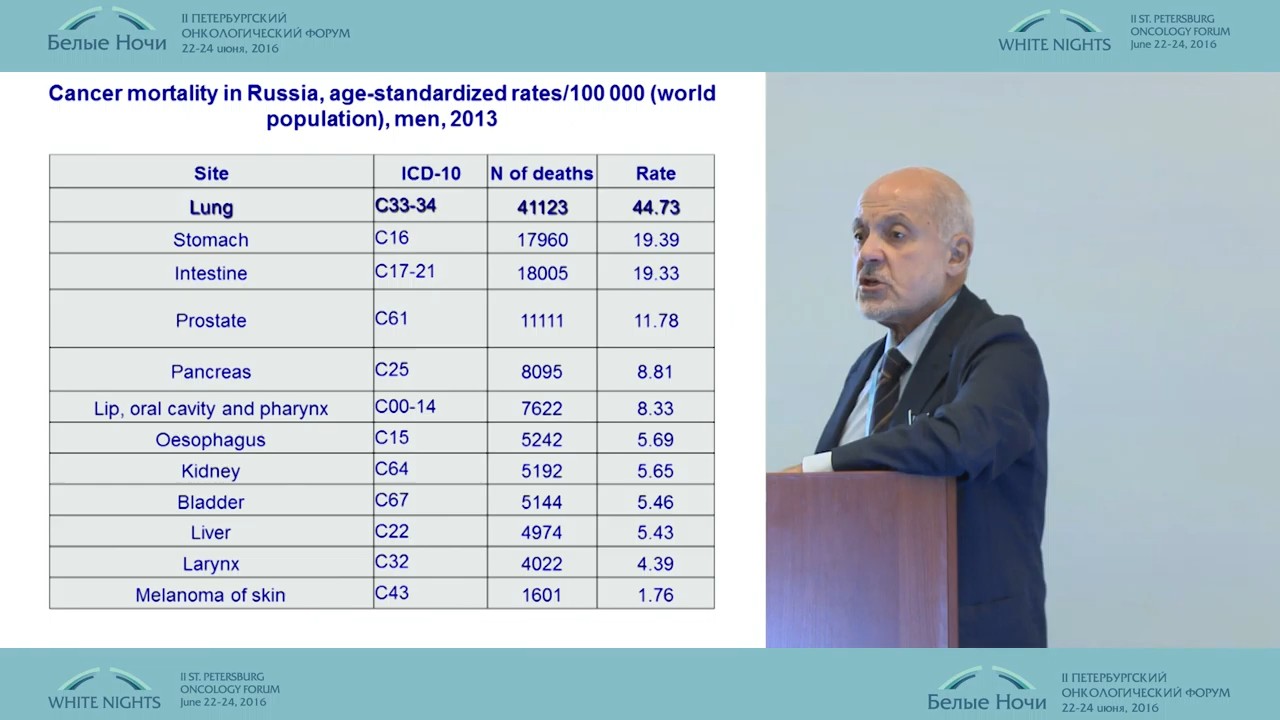 Белые Ночи
II ПЕТЕРБУРГСКИЙ
ОНКОЛОГИЧЕСКИЙ ФОРУМ
22-24 июня, 2016
WHITE NIGHTS
II ST. PETERSBURG
ONCOLOGY FORUM
June 22-24, 2016
Cancer mortality in Russia, age-standardized rates/100 000 (world
population), men, 2013
Site ICD-10 N of deaths Rate
Lung C33-34 41123 44.73
Stomach C16 17960 19.39
Intestine C17-21 18005 19.33
Prostate C61 11111 11.78
Pancreas C25 8095 8.81
Lip, oral cavity and pharynx C00-14 7622 8.33
Oesophagus C15 5242 5.69
Kidney C64 5192 5.65
Bladder C67 5144 5.46
Liver C22 4974 5.43
Larynx C32 4022 4.39
Melanoma of skin C43 1601 1.76
WHITE NIGHTS
II ST. PETERSBURG
ONCOLOGY FORUM
June 22-24, 2016
Белые Ночи
II ПЕТЕРБУРГСКИЙ
ОНКОЛОГИЧЕСКИЙ ФОРУМ
22-24 июня, 2016